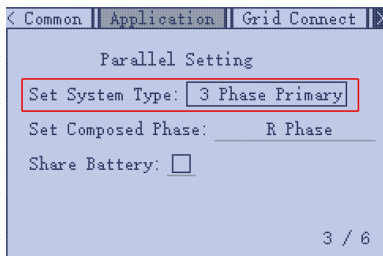 < Common Application Grid Connect >
Parallel Setting
Set System Type: 3 Phase Primary
Set Composed Phase: R Phase
Share Battery:
3 / 6